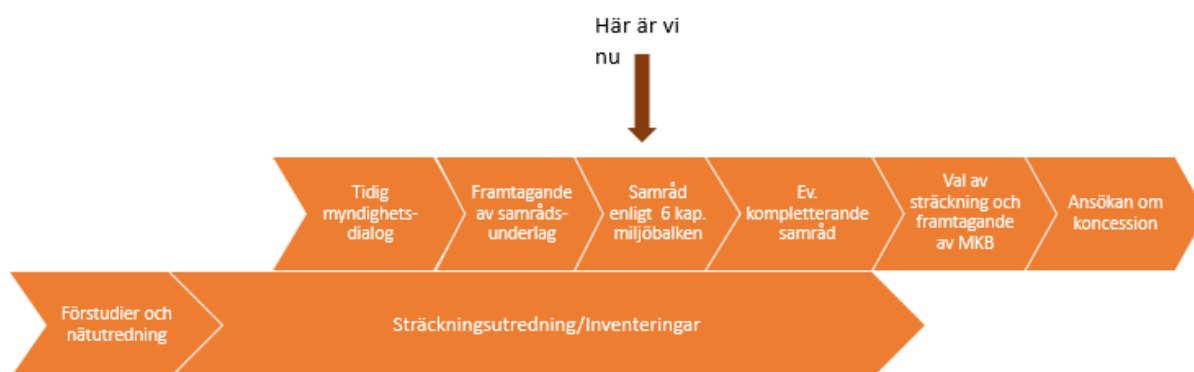 Här är vi
nu
Tidig
myndighets-
dialog
Framtagande
av samråds-
underlag
Samråd
enligt 6 kap.
miljöbalken
Ev.
kompletterande
samråd
Val av
sträckning och
framtagande
av MKB
Ansökan om
koncession
Förstudier och
nätutredning
Sträckningsutredning/Inventeringar